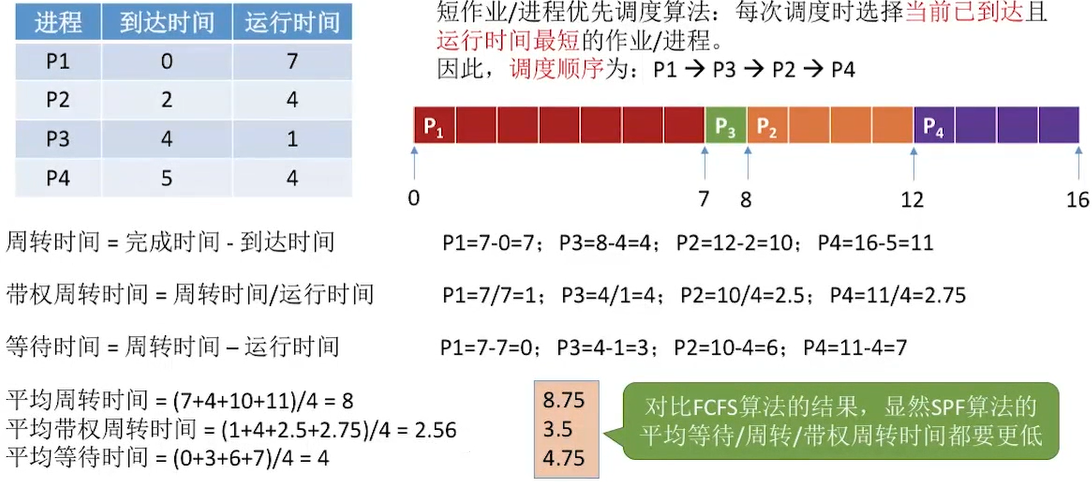 进程 到达时间 运行时间
P1 0 7
P2 2 4
P3 4 1
P4 5 4
短作业/进程优先调度算法：每次调度时选择当前已到达且
运行时间最短的作业/进程。
因此，调度顺序为：P1 → P3 → P2 → P4
P₁ P₃ P₂ P₄
0 7 8 12 16
周转时间 = 完成时间 - 到达时间 P1=7-0=7；P3=8-4=4；P2=12-2=10；P4=16-5=11
带权周转时间 = 周转时间/运行时间 P1=7/7=1；P3=4/1=4；P2=10/4=2.5；P4=11/4=2.75
等待时间 = 周转时间 – 运行时间 P1=7-7=0；P3=4-1=3；P2=10-4=6；P4=11-4=7
平均周转时间 = (7+4+10+11)/4 = 8 8.75
平均带权周转时间 = (1+4+2.5+2.75)/4 = 2.56 3.5
平均等待时间 = (0+3+6+7)/4 = 4 4.75
对比FCFS算法的结果，显然SPF算法的
平均等待/周转/带权周转时间都要更低